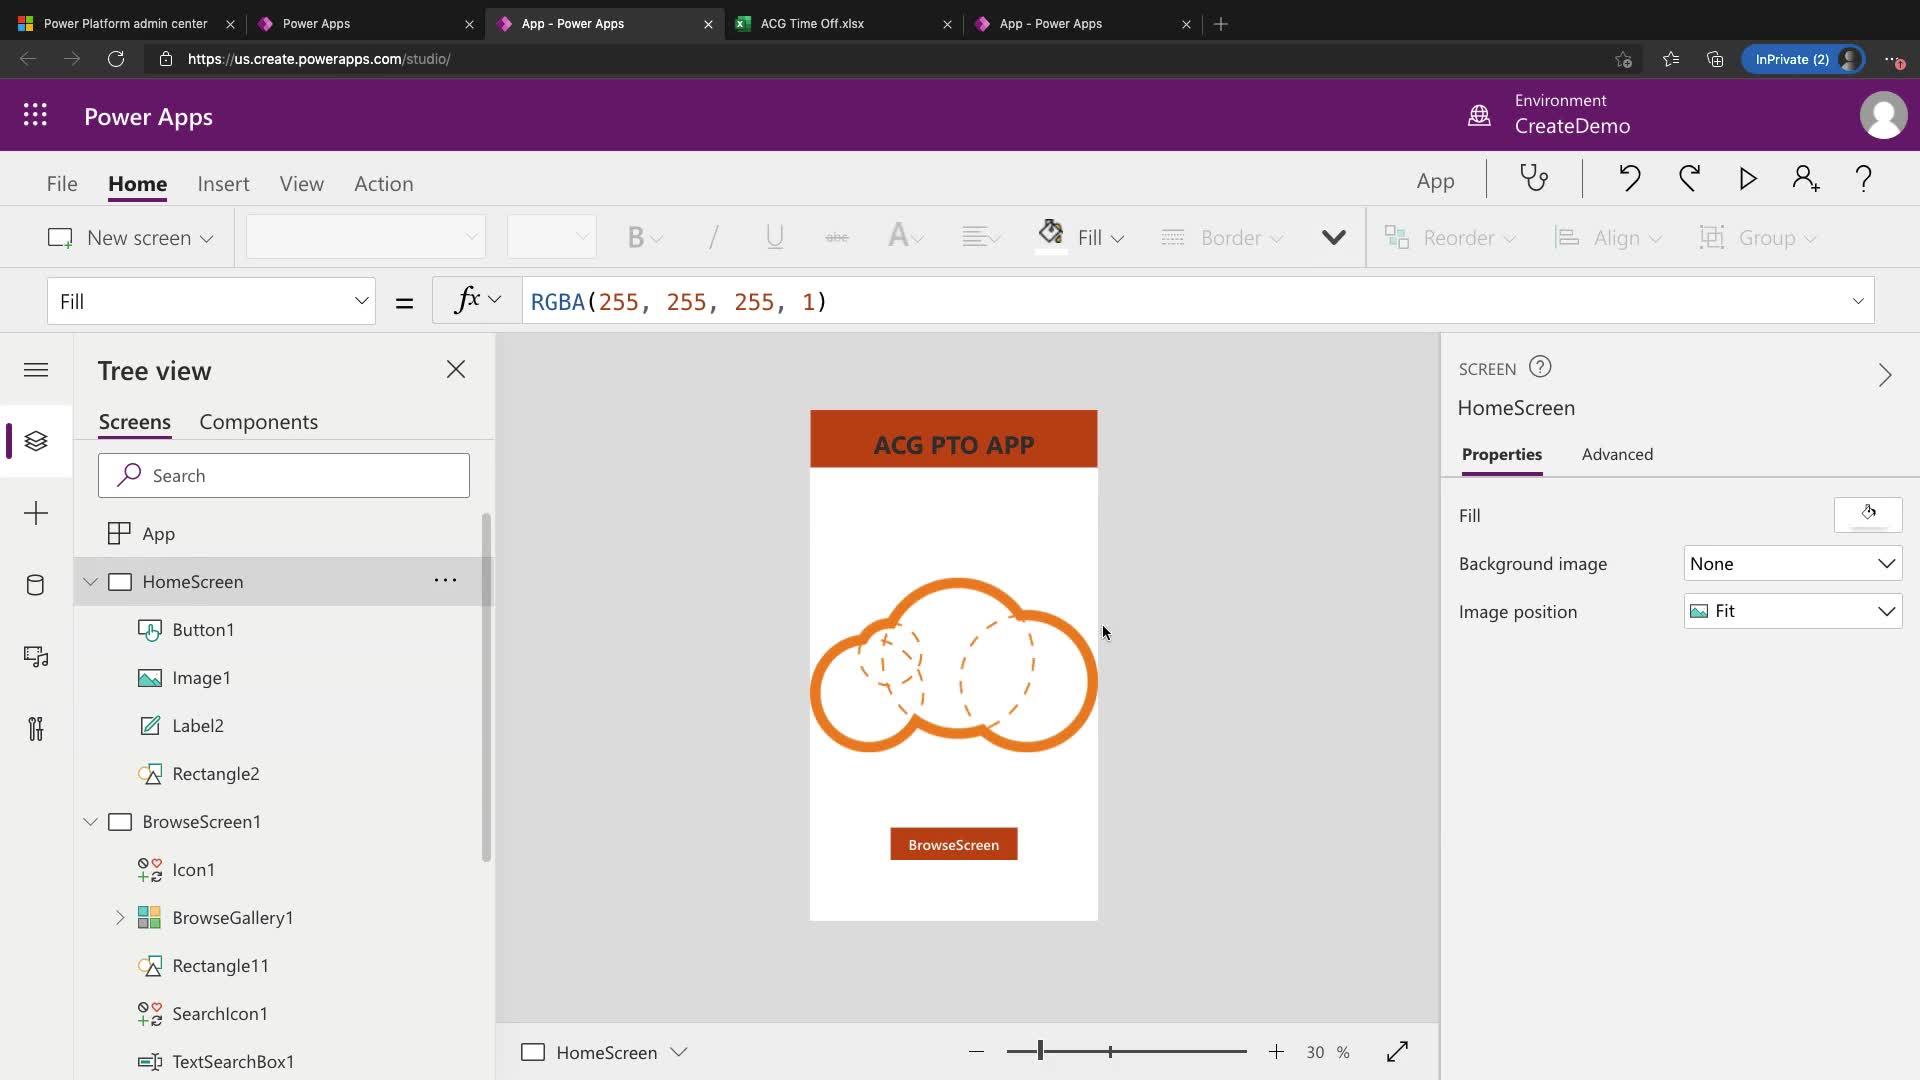 Power Platform admin center
Power Apps
App - Power Apps
ACG Time Off.xlsx
App - Power Apps
https://us.create.powerapps.com/studio/
InPrivate (2)
Power Apps
Environment
CreateDemo
File
Home
Insert
View
Action
App
New screen
B
/
U
abc
A
Fill
Border
Reorder
Align
Group
Fill
=
fx
RGBA(255, 255, 255, 1)
Tree view
Screens
Components
Search
App
HomeScreen
Button1
Image1
Label2
Rectangle2
BrowseScreen1
Icon1
BrowseGallery1
Rectangle11
SearchIcon1
TextSearchBox1
ACG PTO APP
BrowseScreen
HomeScreen
30 %
SCREEN
HomeScreen
Properties
Advanced
Fill
Background image
None
Image position
Fit